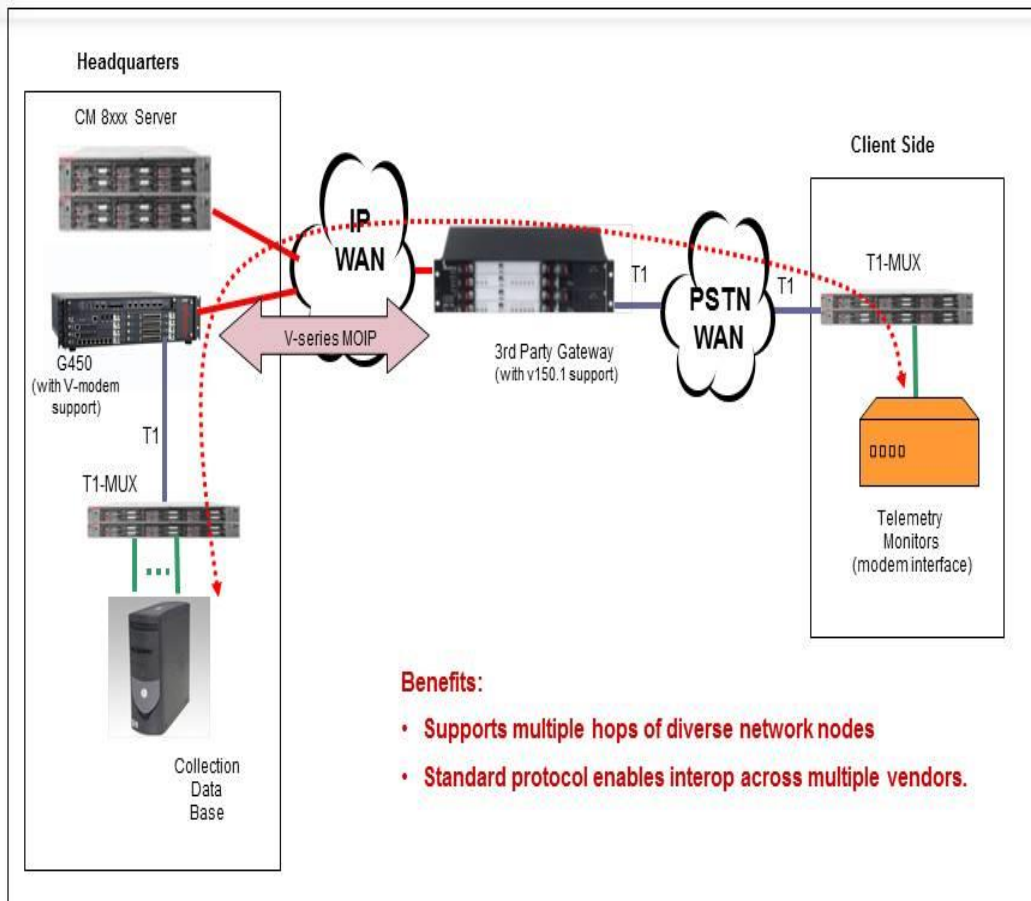 Headquarters
CM 8xxx Server
G450
(with V-modem
support)
T1
T1-MUX
Collection
Data
Base
IP
WAN
V-series MOIP
3rd Party Gateway
(with v150.1 support)
T1
PSTN
WAN
T1
Client Side
T1-MUX
Telemetry
Monitors
(modem interface)
Benefits:
• Supports multiple hops of diverse network nodes
• Standard protocol enables interop across multiple vendors.